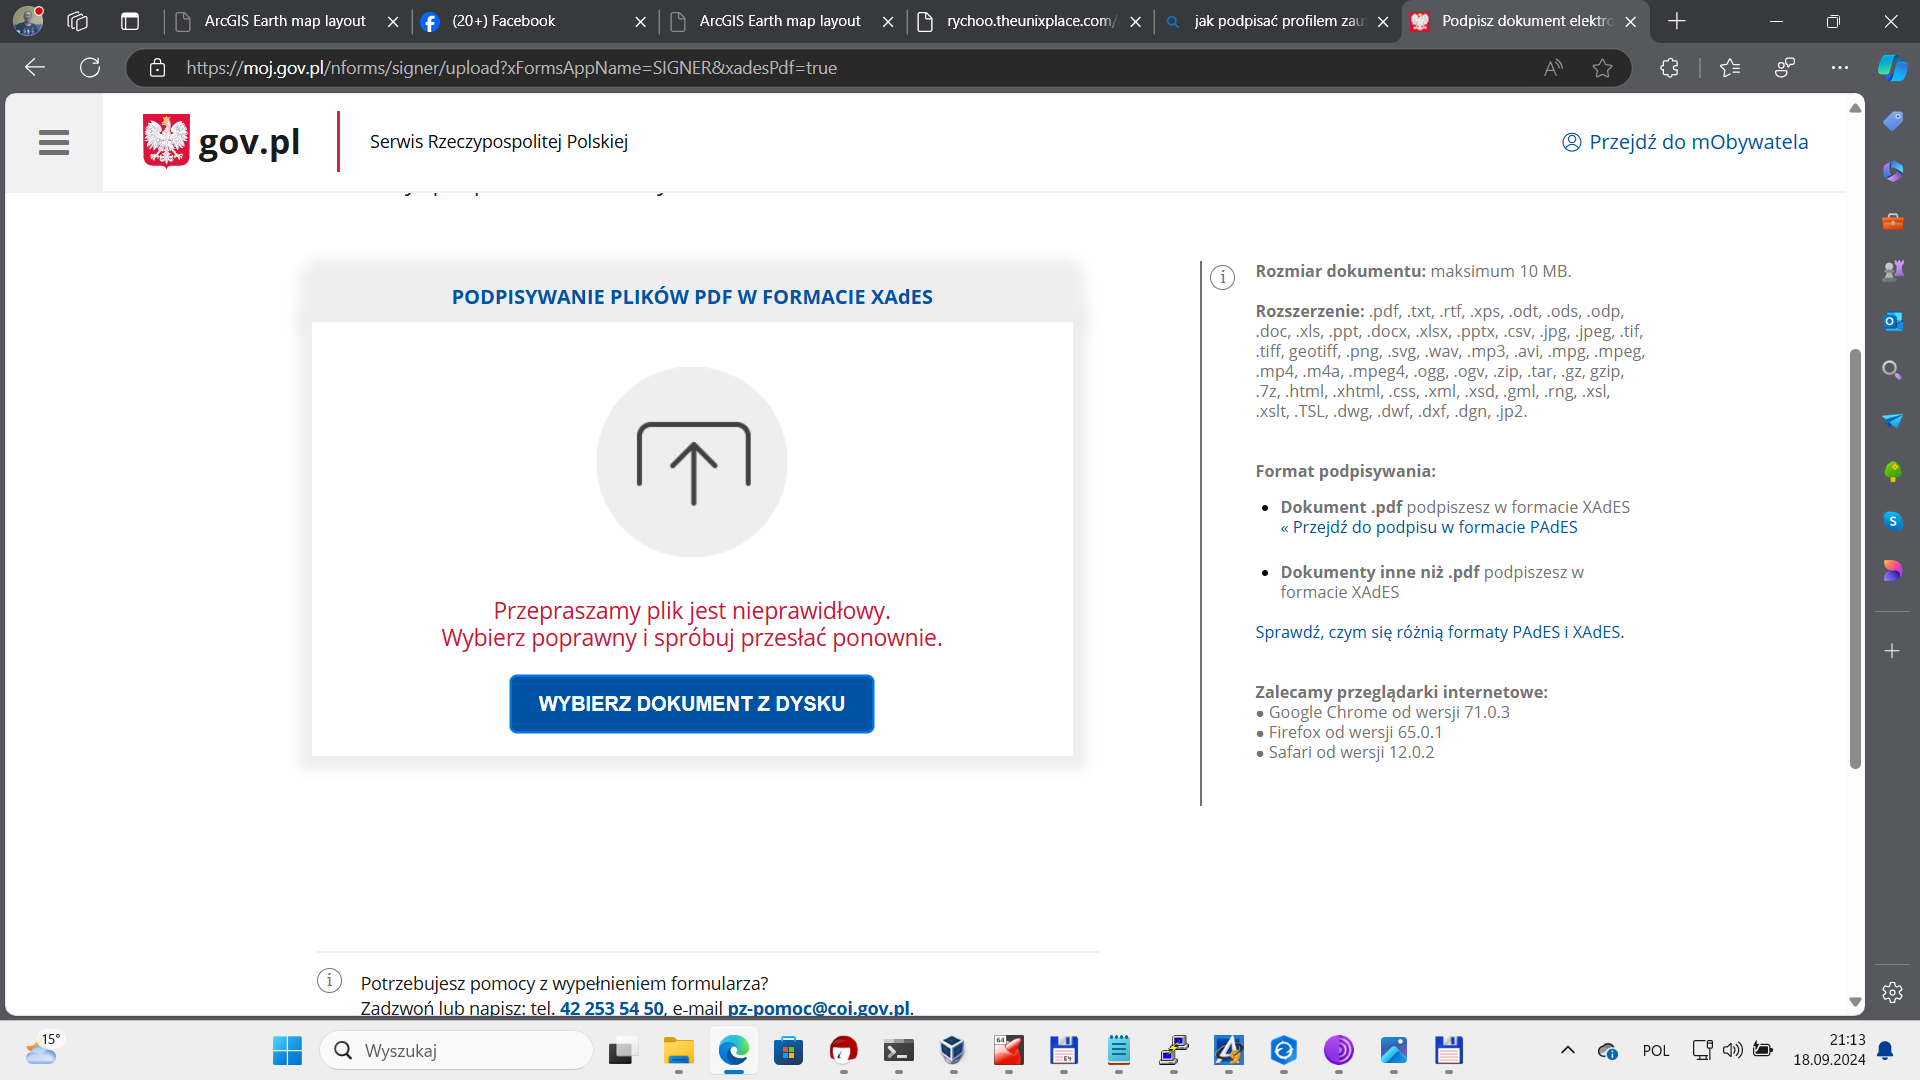 ArcGIS Earth map layout
(20+) Facebook
ArcGIS Earth map layout
rychoo.theunixplace.com/
jak podpisać profilem zau
Podpisz dokument elektro
https://moj.gov.pl/nforms/signer/upload?xFormsAppName=SIGNER&xadesPdf=true
gov.pl
Serwis Rzeczypospolitej Polskiej
Przejdź do mObywatela
PODPISYWANIE PLIKÓW PDF W FORMACIE XAdES
Przepraszamy plik jest nieprawidłowy.
Wybierz poprawny i spróbuj przesłać ponownie.
WYBIERZ DOKUMENT Z DYSKU
Rozmiar dokumentu: maksimum 10 MB.
Rozszerzenie: .pdf, .txt, .rtf, .xps, .odt, .ods, .odp,
.doc, .xls, .ppt, .docx, .xlsx, .pptx, .csv, .jpg, .jpeg, .tif,
.tiff, geotiff, .png, .svg, .wav, .mp3, .avi, .mpg, .mpeg,
.mp4, .m4a, .mpeg4, .ogg, .ogv, .zip, .tar, .gz, gzip,
.7z, .html, .xhtml, .css, .xml, .xsd, .gml, .rng, .xsl,
.xslt, .TSL, .dwg, .dwf, .dxf, .dgn, .jp2.
Format podpisywania:
• Dokument .pdf podpiszesz w formacie XAdES
« Przejdź do podpisu w formacie PAdES
• Dokumenty inne niż .pdf podpiszesz w
formacie XAdES
Sprawdź, czym się różnią formaty PAdES i XAdES.
Zalecamy przeglądarki internetowe:
● Google Chrome od wersji 71.0.3
● Firefox od wersji 65.0.1
● Safari od wersji 12.0.2
Potrzebujesz pomocy z wypełnieniem formularza?
Zadzwoń lub napisz: tel. 42 253 54 50, e-mail pz-pomoc@coi.gov.pl.
15°
Wyszukaj
POL
21:13
18.09.2024